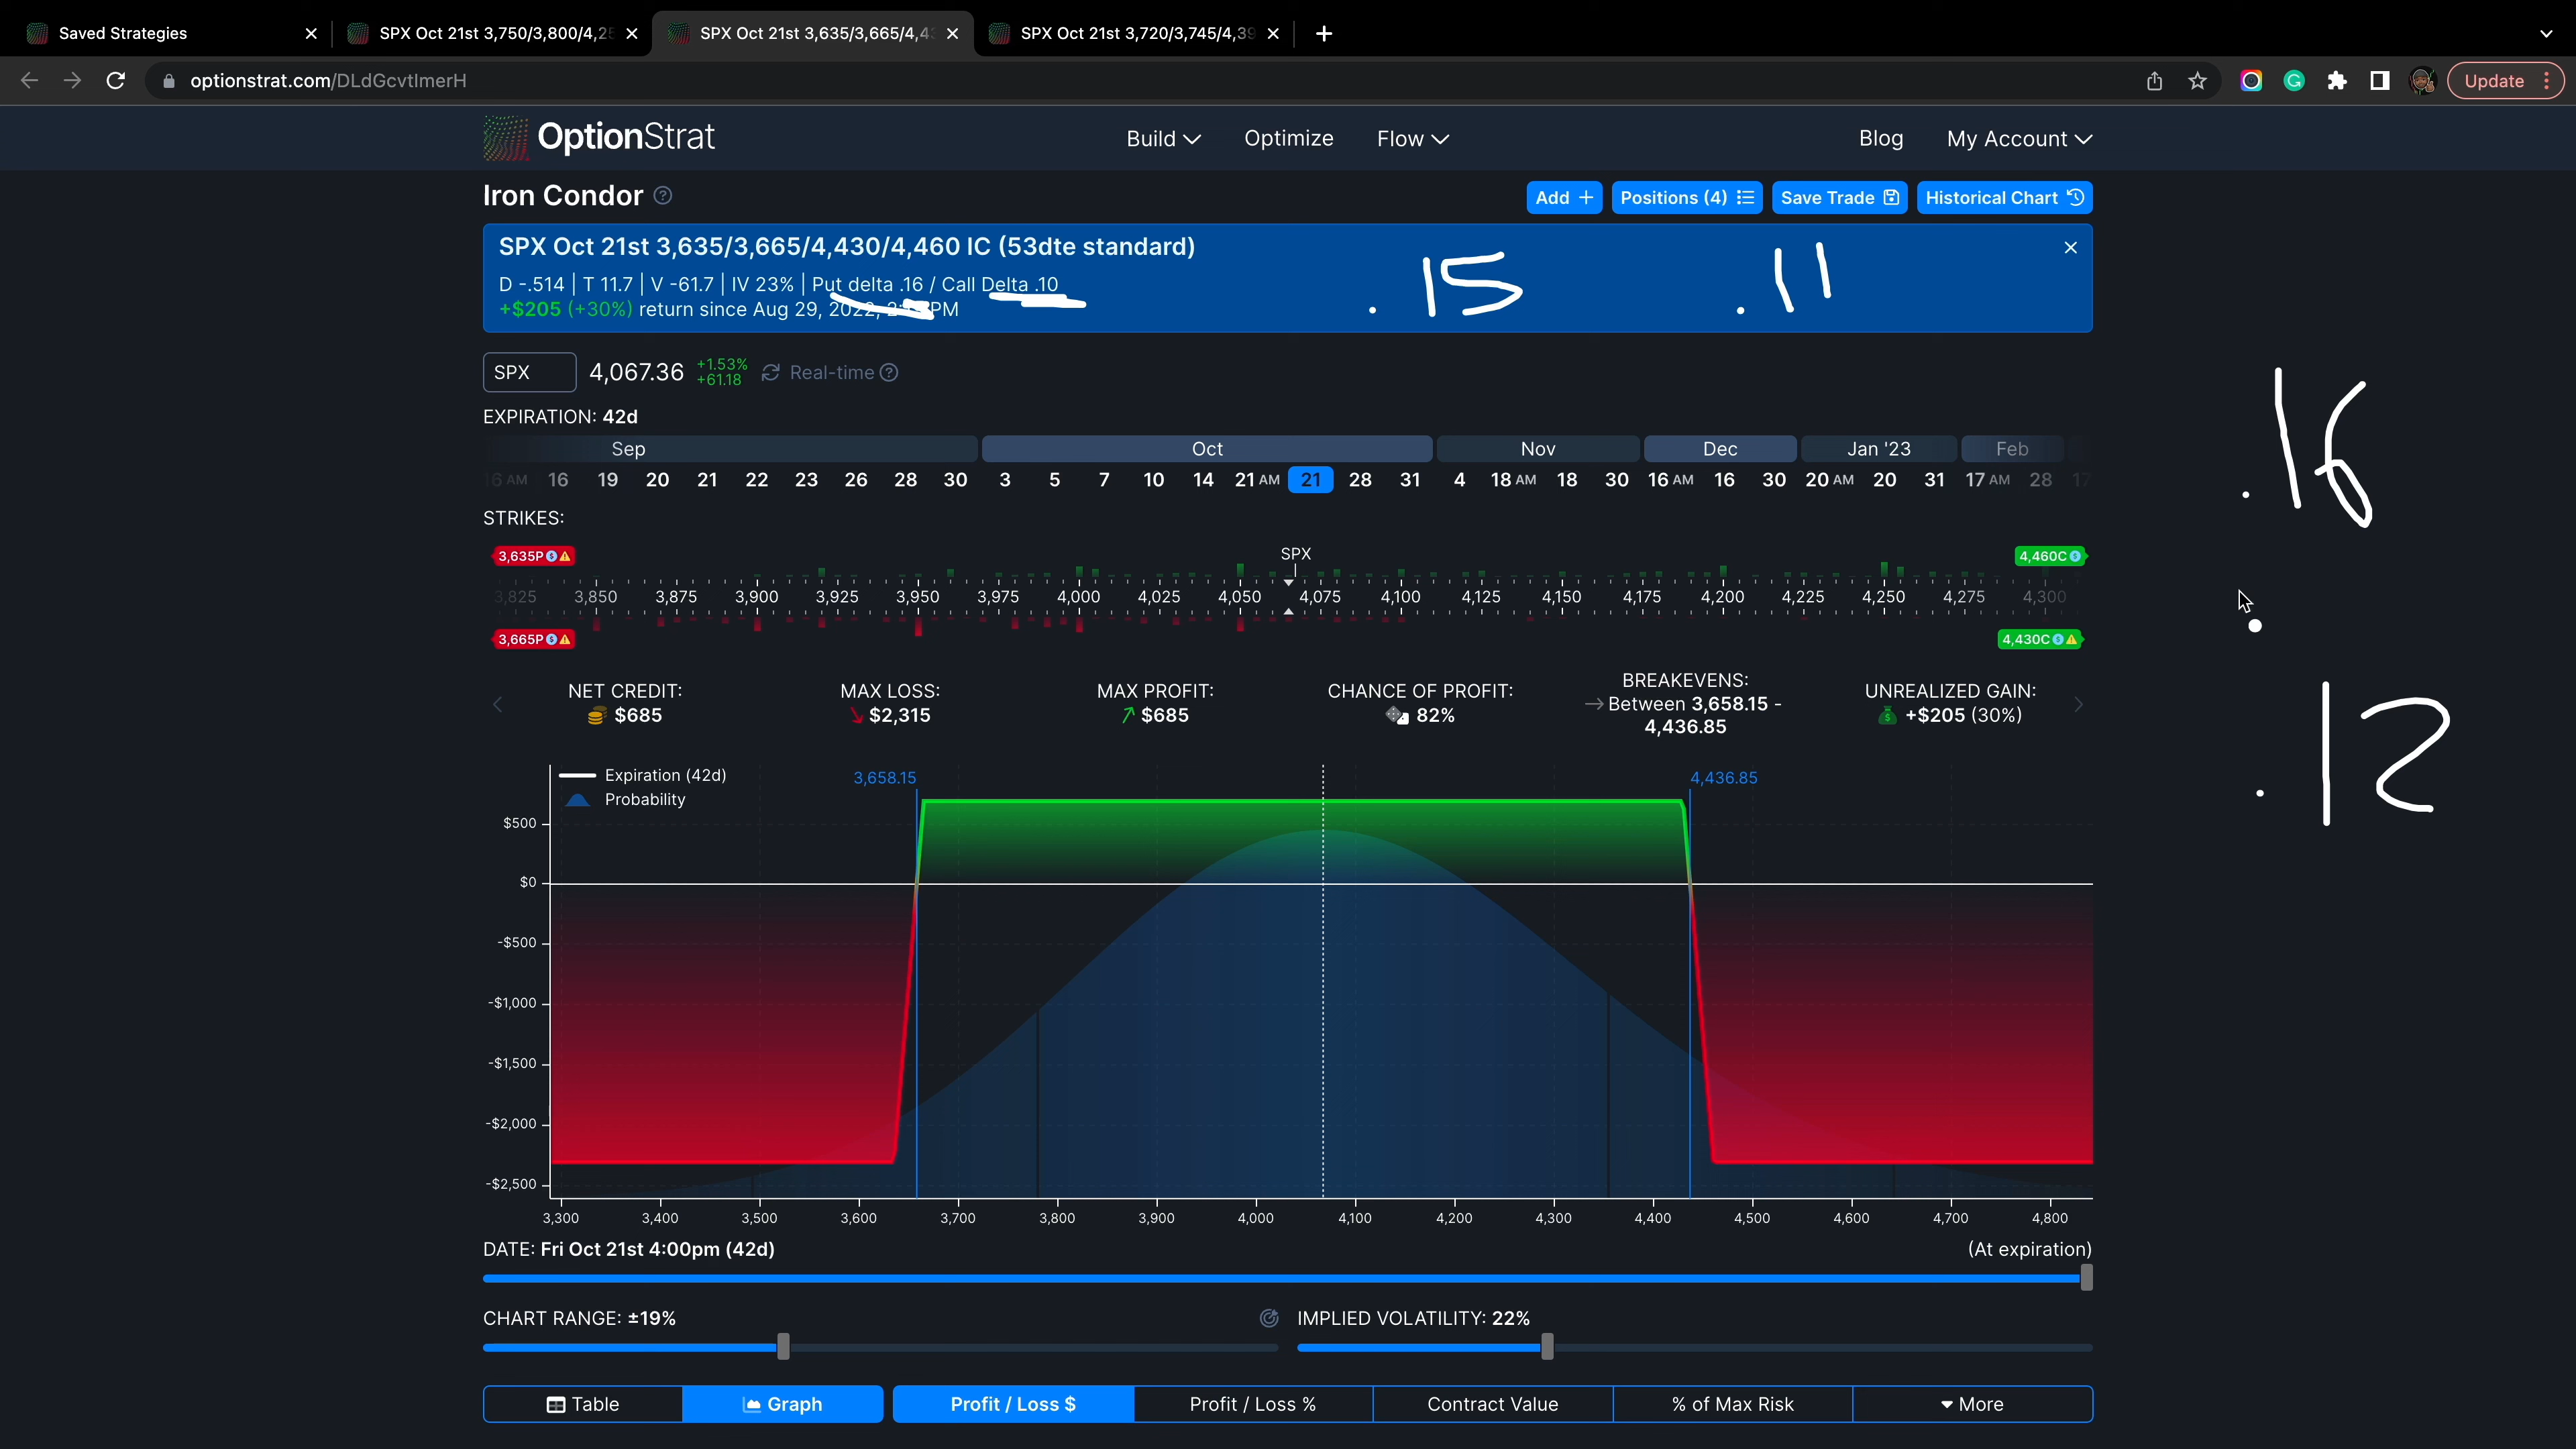 Saved Strategies
SPX Oct 21st 3,750/3,800/4,25
SPX Oct 21st 3,635/3,665/4,43
SPX Oct 21st 3,720/3,745/4,39
optionstrat.com/DLdGcvtImerH
Update
OptionStrat
Build
Optimize
Flow
Blog
My Account
Iron Condor
Add +
Positions (4)
Save Trade
Historical Chart
SPX Oct 21st 3,635/3,665/4,430/4,460 IC (53dte standard)
D -.514 | T 11.7 | V -61.7 | IV 23% | Put delta .16 / Call Delta .10
+$205 (+30%) return since Aug 29, 2022, PM
.15
.11
.16
.12
SPX
4,067.36
+1.53%
+61.18
Real-time
EXPIRATION: 42d
Sep Oct Nov Dec Jan '23 Feb
16 AM 16 19 20 21 22 23 26 28 30 3 5 7 10 14 21 AM 21 28 31 4 18 AM 18 30 16 AM 16 30 20 AM 20 31 17 AM 28 17
STRIKES:
3,635P
SPX
4,460C
3,825 3,850 3,875 3,900 3,925 3,950 3,975 4,000 4,025 4,050 4,075 4,100 4,125 4,150 4,175 4,200 4,225 4,250 4,275 4,300
3,665P
4,430C
NET CREDIT:
$685
MAX LOSS:
$2,315
MAX PROFIT:
$685
CHANCE OF PROFIT:
82%
BREAKEVENS:
Between 3,658.15 -
4,436.85
UNREALIZED GAIN:
+$205 (30%)
Expiration (42d)
Probability
3,658.15
4,436.85
$500
$0
-$500
-$1,000
-$1,500
-$2,000
-$2,500
3,300 3,400 3,500 3,600 3,700 3,800 3,900 4,000 4,100 4,200 4,300 4,400 4,500 4,600 4,700 4,800
DATE: Fri Oct 21st 4:00pm (42d)
(At expiration)
CHART RANGE: ±19%
IMPLIED VOLATILITY: 22%
Table
Graph
Profit / Loss $
Profit / Loss %
Contract Value
% of Max Risk
More